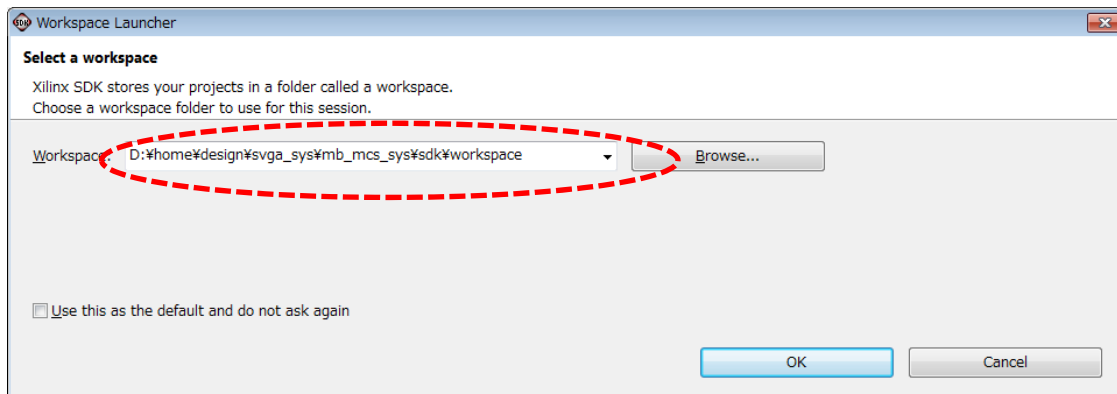 SDK Workspace Launcher
Select a workspace
Xilinx SDK stores your projects in a folder called a workspace.
Choose a workspace folder to use for this session.
Workspace: D:¥home¥design¥svga_sys¥mb_mcs_sys¥sdk¥workspace Browse...
Use this as the default and do not ask again
OK Cancel